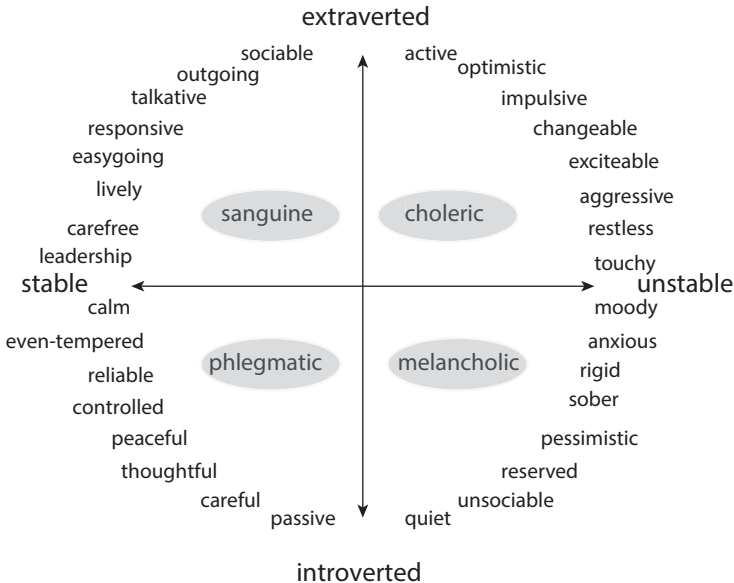 extraverted
sociable active
outgoing optimistic
talkative impulsive
responsive changeable
easygoing exciteable
lively aggressive
sanguine choleric
carefree restless
leadership touchy
stable unstable
calm moody
even-tempered anxious
phlegmatic melancholic
reliable rigid
controlled sober
peaceful pessimistic
thoughtful reserved
careful unsociable
passive quiet
introverted